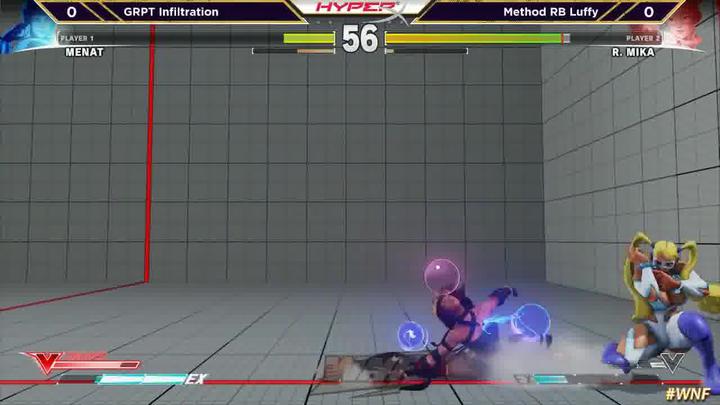 0 GRPT Infiltration HYPER Method RB Luffy 0
PLAYER 1 56 PLAYER 2
MENAT R. MIKA
EX
#WNF